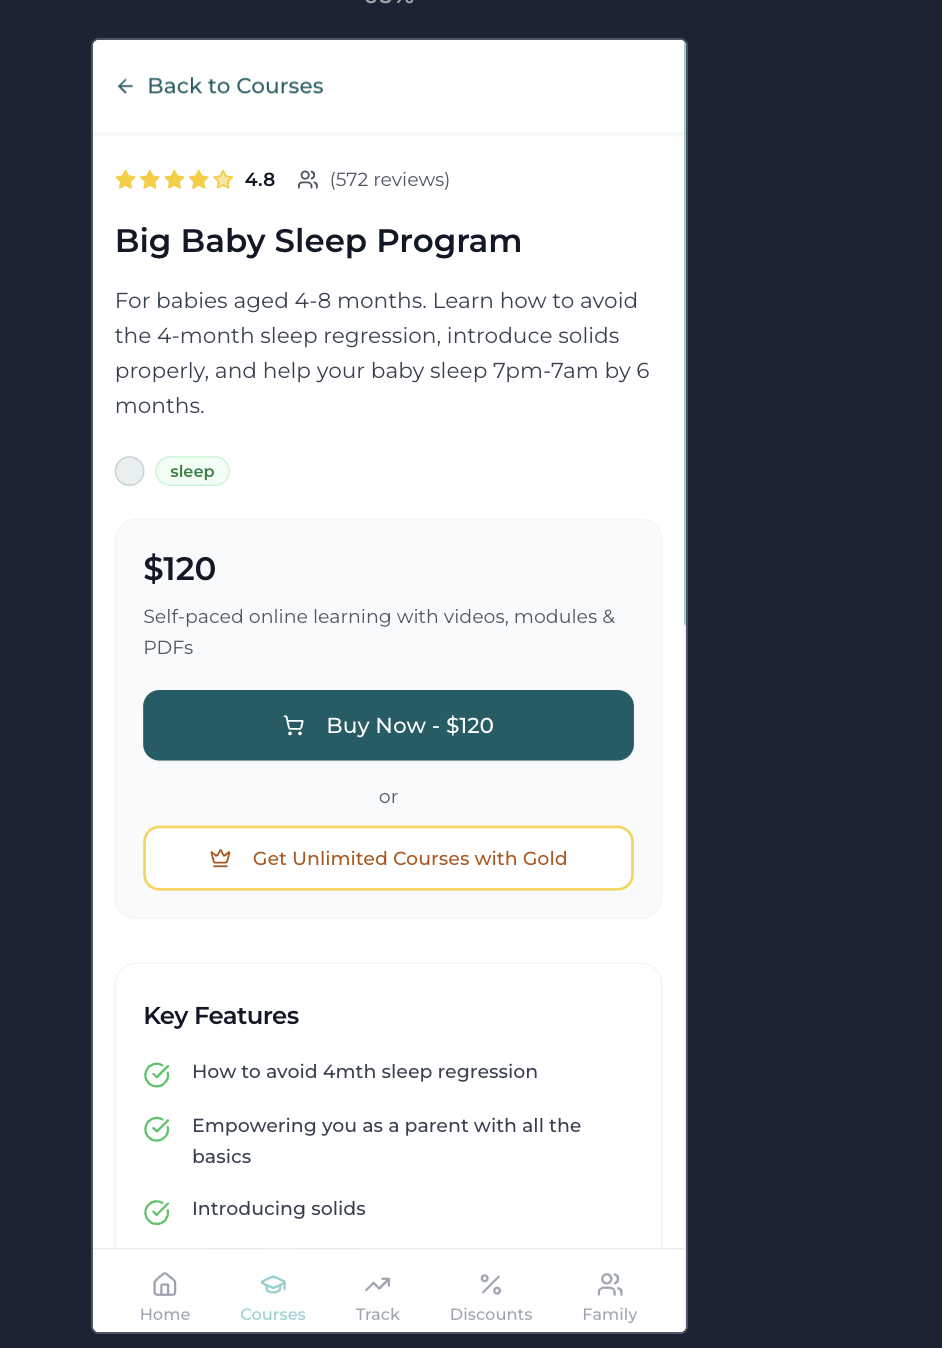 Back to Courses
4.8 (572 reviews)
Big Baby Sleep Program
For babies aged 4-8 months. Learn how to avoid
the 4-month sleep regression, introduce solids
properly, and help your baby sleep 7pm-7am by 6
months.
sleep
$120
Self-paced online learning with videos, modules &
PDFs
Buy Now - $120
or
Get Unlimited Courses with Gold
Key Features
How to avoid 4mth sleep regression
Empowering you as a parent with all the
basics
Introducing solids
Home Courses Track Discounts Family